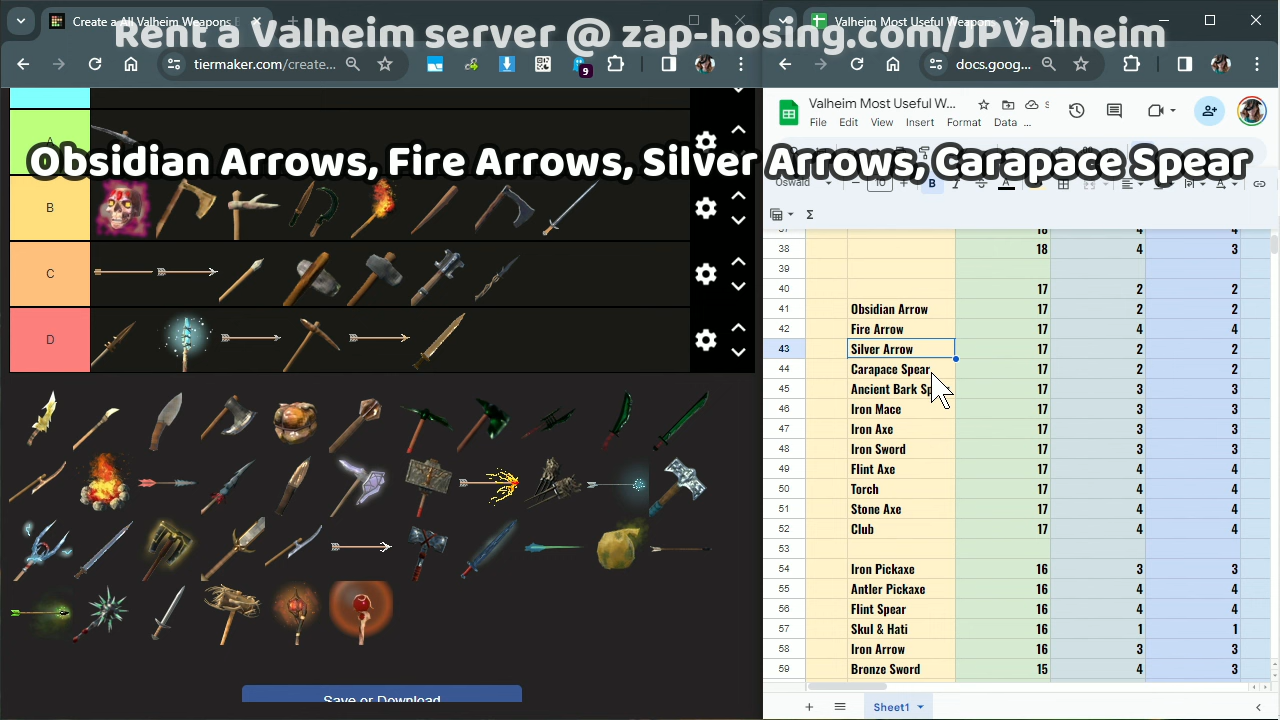 Create a All Valheim Weapons
Valheim Most Useful Weapons
Rent a Valheim server @ zap-hosing.com/JPValheim
tiermaker.com/create...
9
docs.goog...
Valheim Most Useful W...
File Edit View Insert Format Data ...
Obsidian Arrows, Fire Arrows, Silver Arrows, Carapace Spear
Oswald 10 B
A
B
C
D
37 18 4 4
38 18 4 3
39
40 17 2 2
41 Obsidian Arrow 17 2 2
42 Fire Arrow 17 4 4
43 Silver Arrow 17 2 2
44 Carapace Spear 17 2 2
45 Ancient Bark Sp 17 3 3
46 Iron Mace 17 3 3
47 Iron Axe 17 3 3
48 Iron Sword 17 3 3
49 Flint Axe 17 4 4
50 Torch 17 4 4
51 Stone Axe 17 4 4
52 Club 17 4 4
53
54 Iron Pickaxe 16 3 3
55 Antler Pickaxe 16 4 4
56 Flint Spear 16 4 4
57 Skul & Hati 16 1 1
58 Iron Arrow 16 3 3
59 Bronze Sword 15 4 3
Save or Download
Sheet1